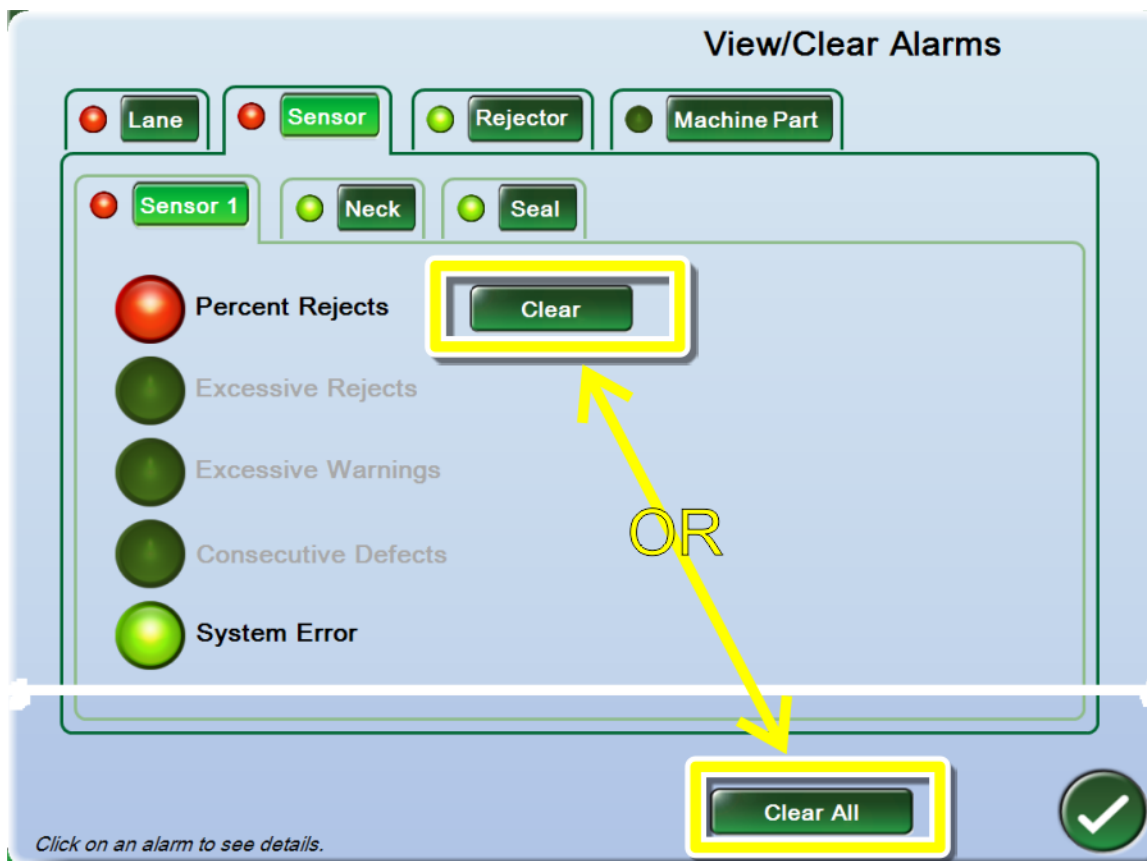 View/Clear Alarms
Lane Sensor Rejector Machine Part
Sensor 1 Neck Seal
Percent Rejects Clear
Excessive Rejects
Excessive Warnings
OR
Consecutive Defects
System Error
Clear All
Click on an alarm to see details.